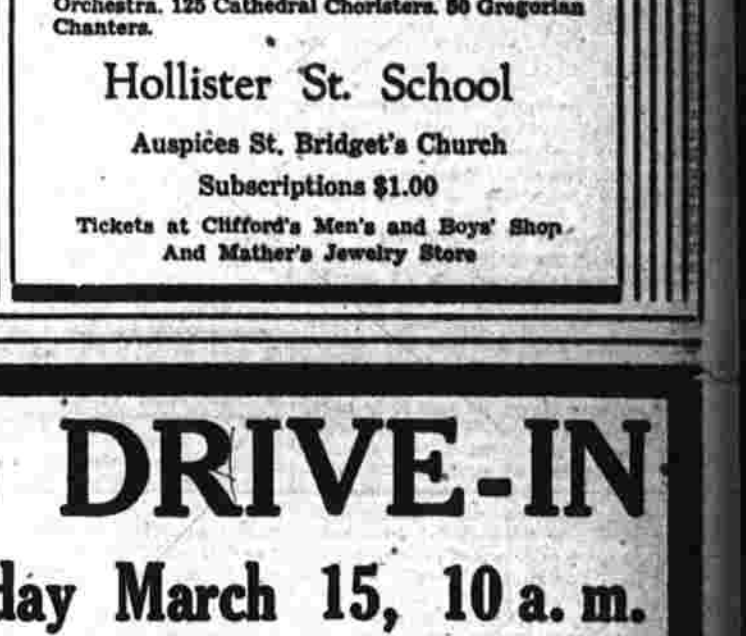 Orchestra, 125 Cathedral Choristers, 50 Gregorian
Chanters.
Hollister St. School
Auspices St. Bridget's Church
Subscriptions $1.00
Tickets at Clifford's Men's and Boys' Shop
And Mather's Jewelry Store
DRIVE-IN
day March 15, 10 a. m.